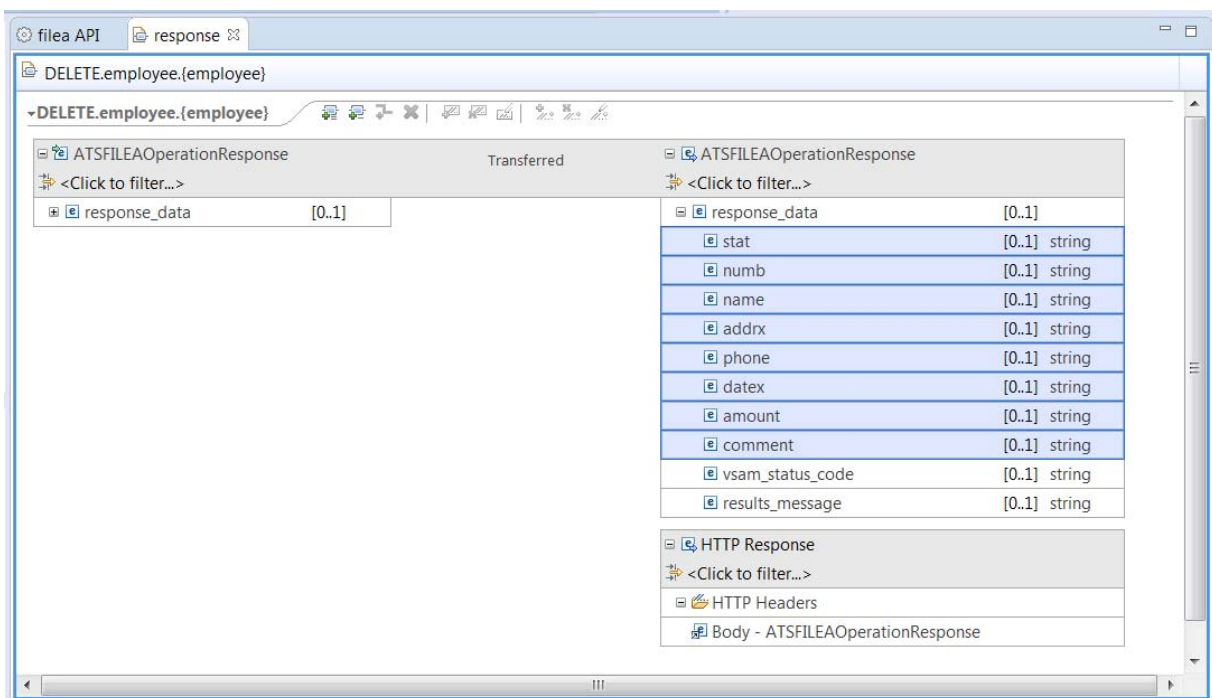 filea API response
DELETE.employee.{employee}
DELETE.employee.{employee}
ATSFILEAOperationResponse Transferred ATSFILEAOperationResponse
<Click to filter...> <Click to filter...>
response_data [0..1] response_data [0..1]
stat [0..1] string
numb [0..1] string
name [0..1] string
addrx [0..1] string
phone [0..1] string
datex [0..1] string
amount [0..1] string
comment [0..1] string
vsam_status_code [0..1] string
results_message [0..1] string
HTTP Response
<Click to filter...>
HTTP Headers
Body - ATSFILEAOperationResponse